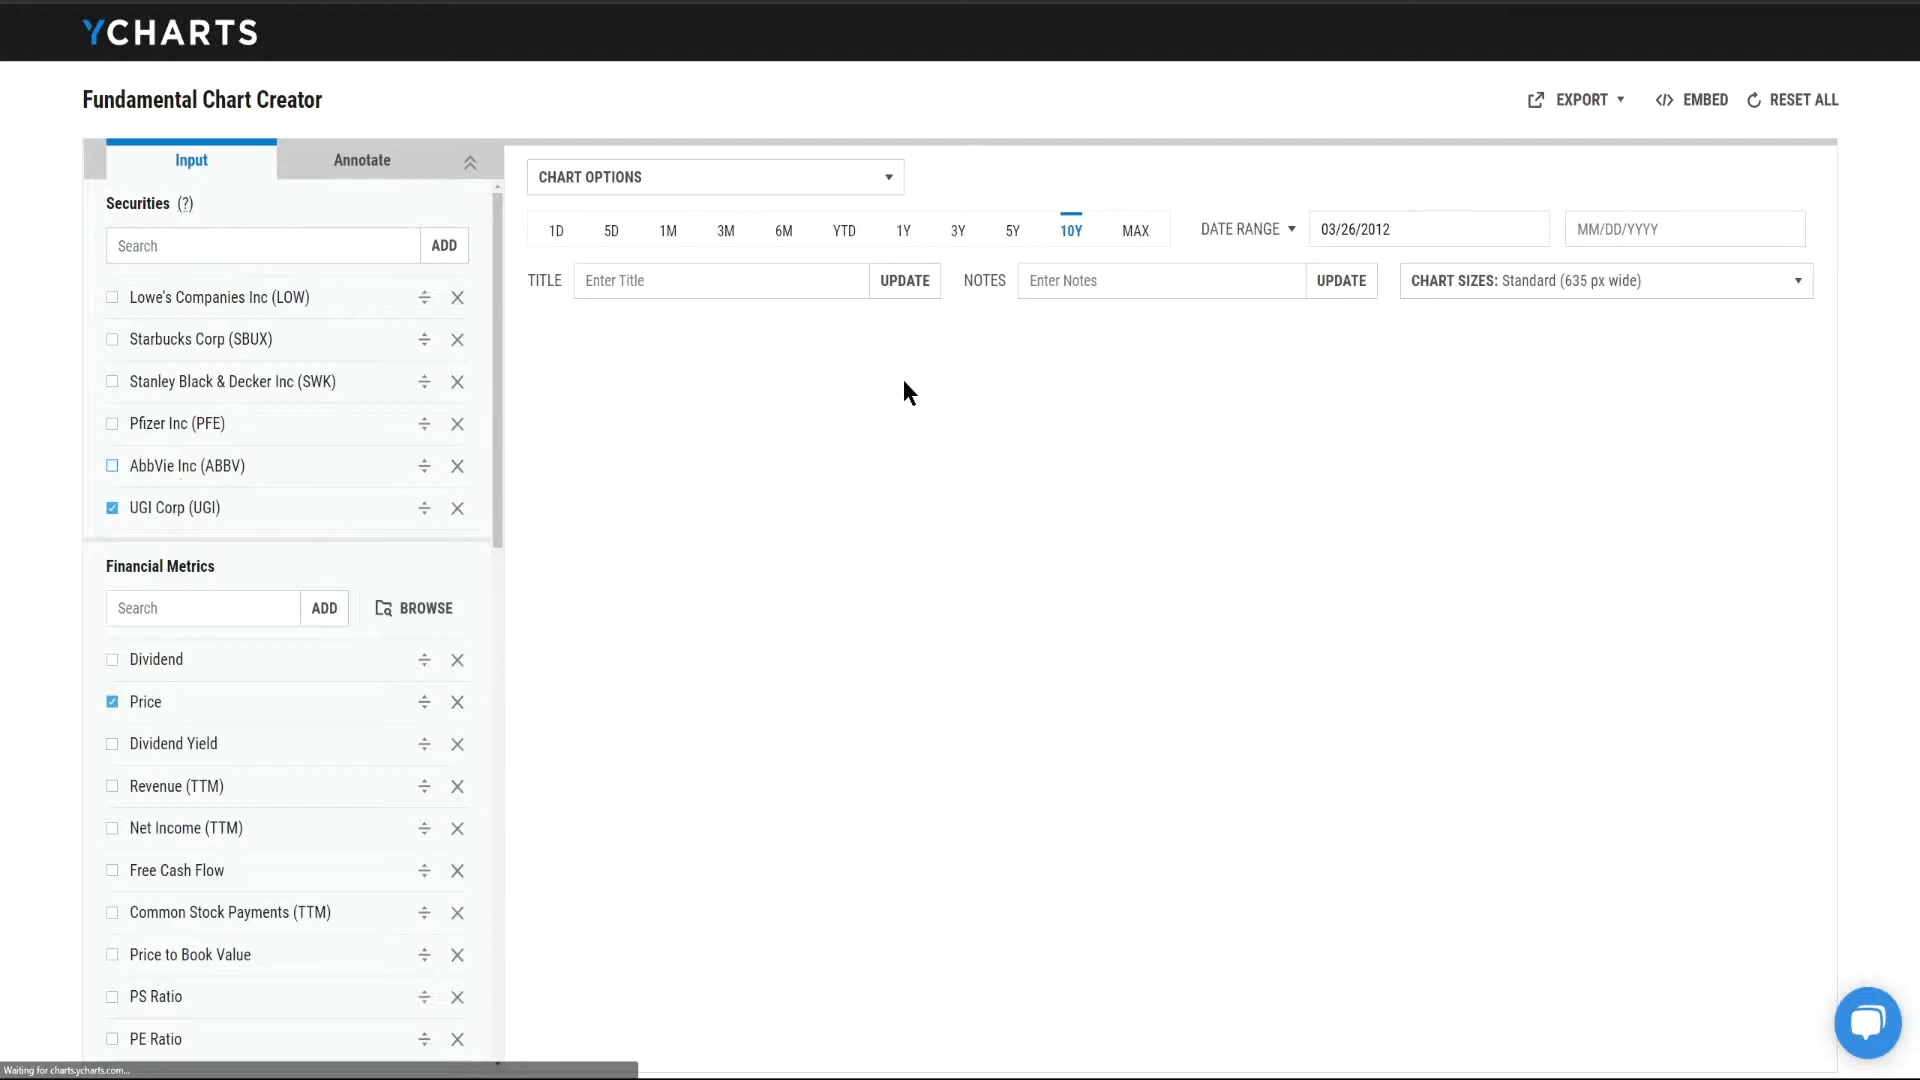 YCHARTS
Fundamental Chart Creator
EXPORT
EMBED
RESET ALL
Input
Annotate
Securities (?)
Search
ADD
Lowe's Companies Inc (LOW)
Starbucks Corp (SBUX)
Stanley Black & Decker Inc (SWK)
Pfizer Inc (PFE)
AbbVie Inc (ABBV)
UGI Corp (UGI)
Financial Metrics
Search
ADD
BROWSE
Dividend
Price
Dividend Yield
Revenue (TTM)
Net Income (TTM)
Free Cash Flow
Common Stock Payments (TTM)
Price to Book Value
PS Ratio
PE Ratio
CHART OPTIONS
1D 5D 1M 3M 6M YTD 1Y 3Y 5Y 10Y MAX
DATE RANGE
03/26/2012
MM/DD/YYYY
TITLE
Enter Title
UPDATE
NOTES
Enter Notes
UPDATE
CHART SIZES: Standard (635 px wide)
Waiting for charts.ycharts.com...